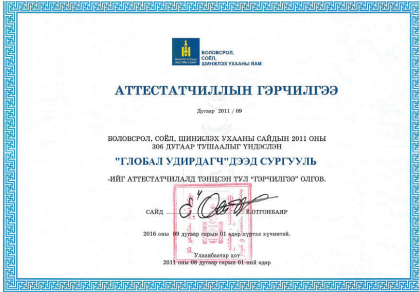 БОЛОВСРОЛ,
СОЁЛ,
ШИНЖЛЭХ УХААНЫ ЯАМ
АТТЕСТАТЧИЛЛЫН ГЭРЧИЛГЭЭ
Дугаар 2011 / 09
БОЛОВСРОЛ, СОЁЛ, ШИНЖЛЭХ УХААНЫ САЙДЫН 2011 ОНЫ
306 ДУГААР ТУШААЛЫГ ҮНДЭСЛЭН
"ГЛОБАЛ УДИРДАГЧ" ДЭЭД СУРГУУЛЬ
-ИЙГ АТТЕСТАТЧИЛАЛД ТЭНЦСЭН ТУЛ "ГЭРЧИЛГЭЭ" ОЛГОВ.
САЙД Ё.ОТГОНБАЯР
2016 оны 09 дугаар сарын 01 өдөр хүртэл хүчинтэй.
Улаанбаатар хот
2011 оны 08 дугаар сарын 01-ний өдөр